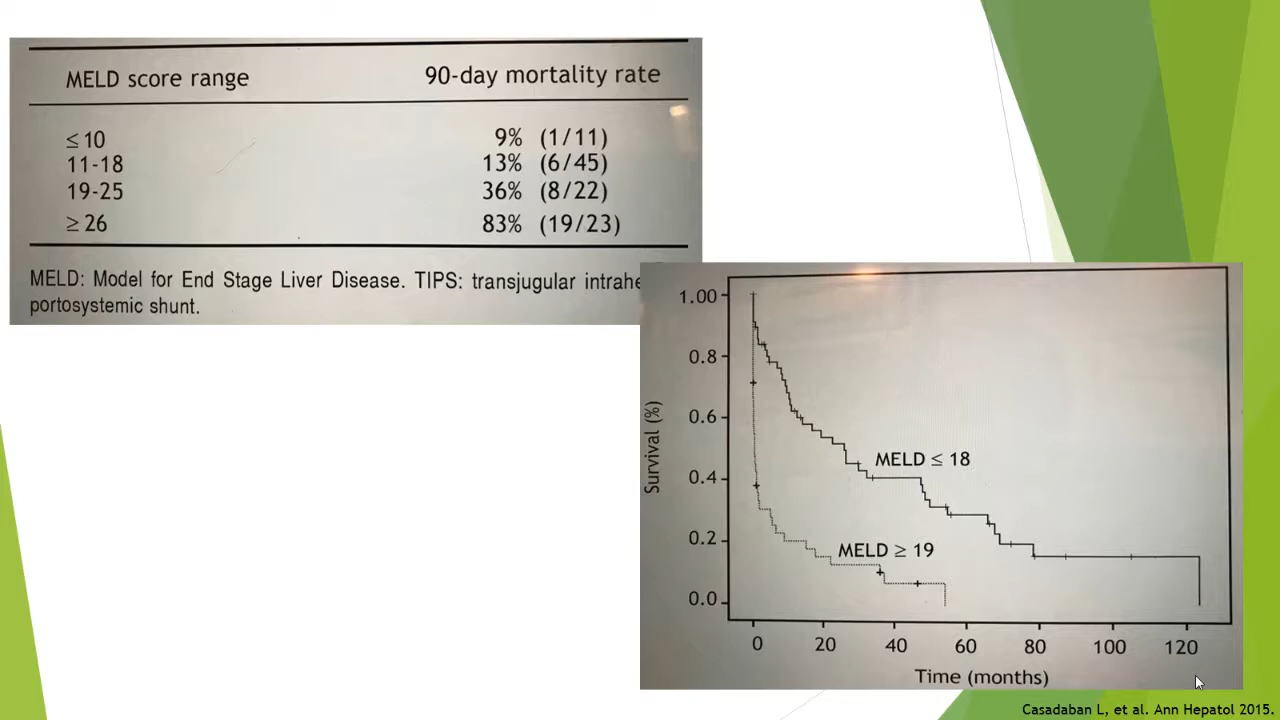 MELD score range 90-day mortality rate
≤ 10 9% (1/11)
11-18 13% (6/45)
19-25 36% (8/22)
≥ 26 83% (19/23)
MELD: Model for End Stage Liver Disease. TIPS: transjugular intrahe
portosystemic shunt.
1.00
0.8
0.6
0.4
0.2
0.0
Survival (%)
MELD ≤ 18
MELD ≥ 19
0 20 40 60 80 100 120
Time (months)
Casadaban L, et al. Ann Hepatol 2015.